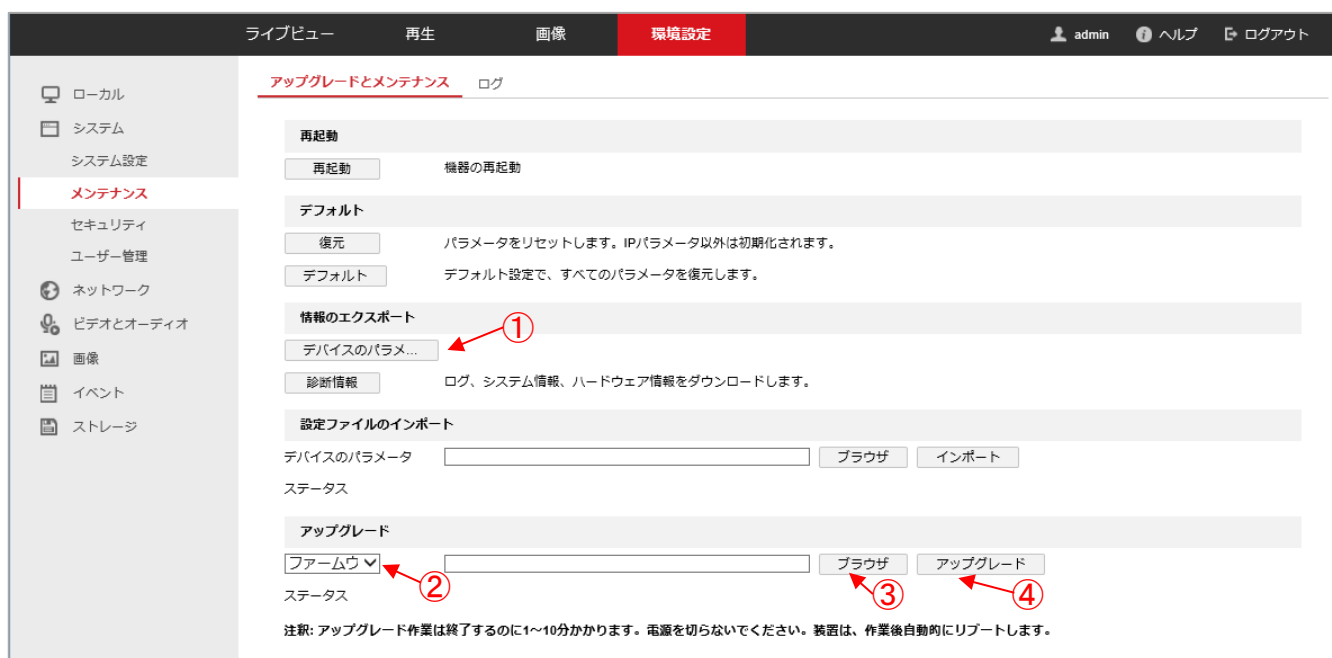 ライブビュー 再生 画像 環境設定 admin ヘルプ ログアウト
アップグレードとメンテナンス ログ
ローカル
システム
システム設定
メンテナンス
セキュリティ
ユーザー管理
ネットワーク
ビデオとオーディオ
画像
イベント
ストレージ
再起動
再起動 機器の再起動
デフォルト
復元 パラメータをリセットします。IPパラメータ以外は初期化されます。
デフォルト デフォルト設定で、すべてのパラメータを復元します。
情報のエクスポート
デバイスのパラメ... ①
診断情報 ログ、システム情報、ハードウェア情報をダウンロードします。
設定ファイルのインポート
デバイスのパラメータ ブラウザ インポート
ステータス
アップグレード
ファームウ ② ブラウザ ③ アップグレード ④
ステータス
注釈: アップグレード作業は終了するのに1～10分かかります。電源を切らないでください。装置は、作業後自動的にリブートします。